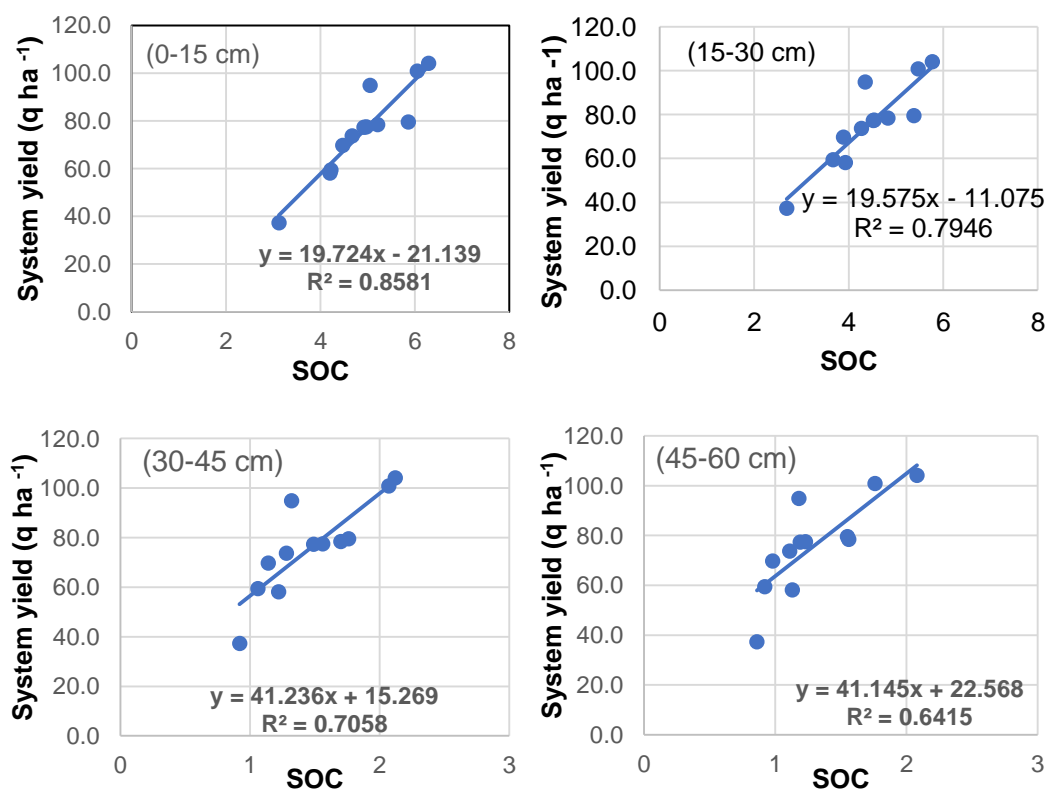 120.0
100.0
80.0
60.0
40.0
20.0
0.0
System yield (q ha -1)
(0-15 cm)
y = 19.724x - 21.139
R² = 0.8581
0 2 4 6 8
SOC
120.0
100.0
80.0
60.0
40.0
20.0
0.0
System yield (q ha -1)
(15-30 cm)
y = 19.575x - 11.075
R² = 0.7946
0 2 4 6 8
SOC
120.0
100.0
80.0
60.0
40.0
20.0
0.0
System yield (q ha -1)
(30-45 cm)
y = 41.236x + 15.269
R² = 0.7058
0 1 2 3
SOC
120.0
100.0
80.0
60.0
40.0
20.0
0.0
System yield (q ha -1)
(45-60 cm)
y = 41.145x + 22.568
R² = 0.6415
0 1 2 3
SOC